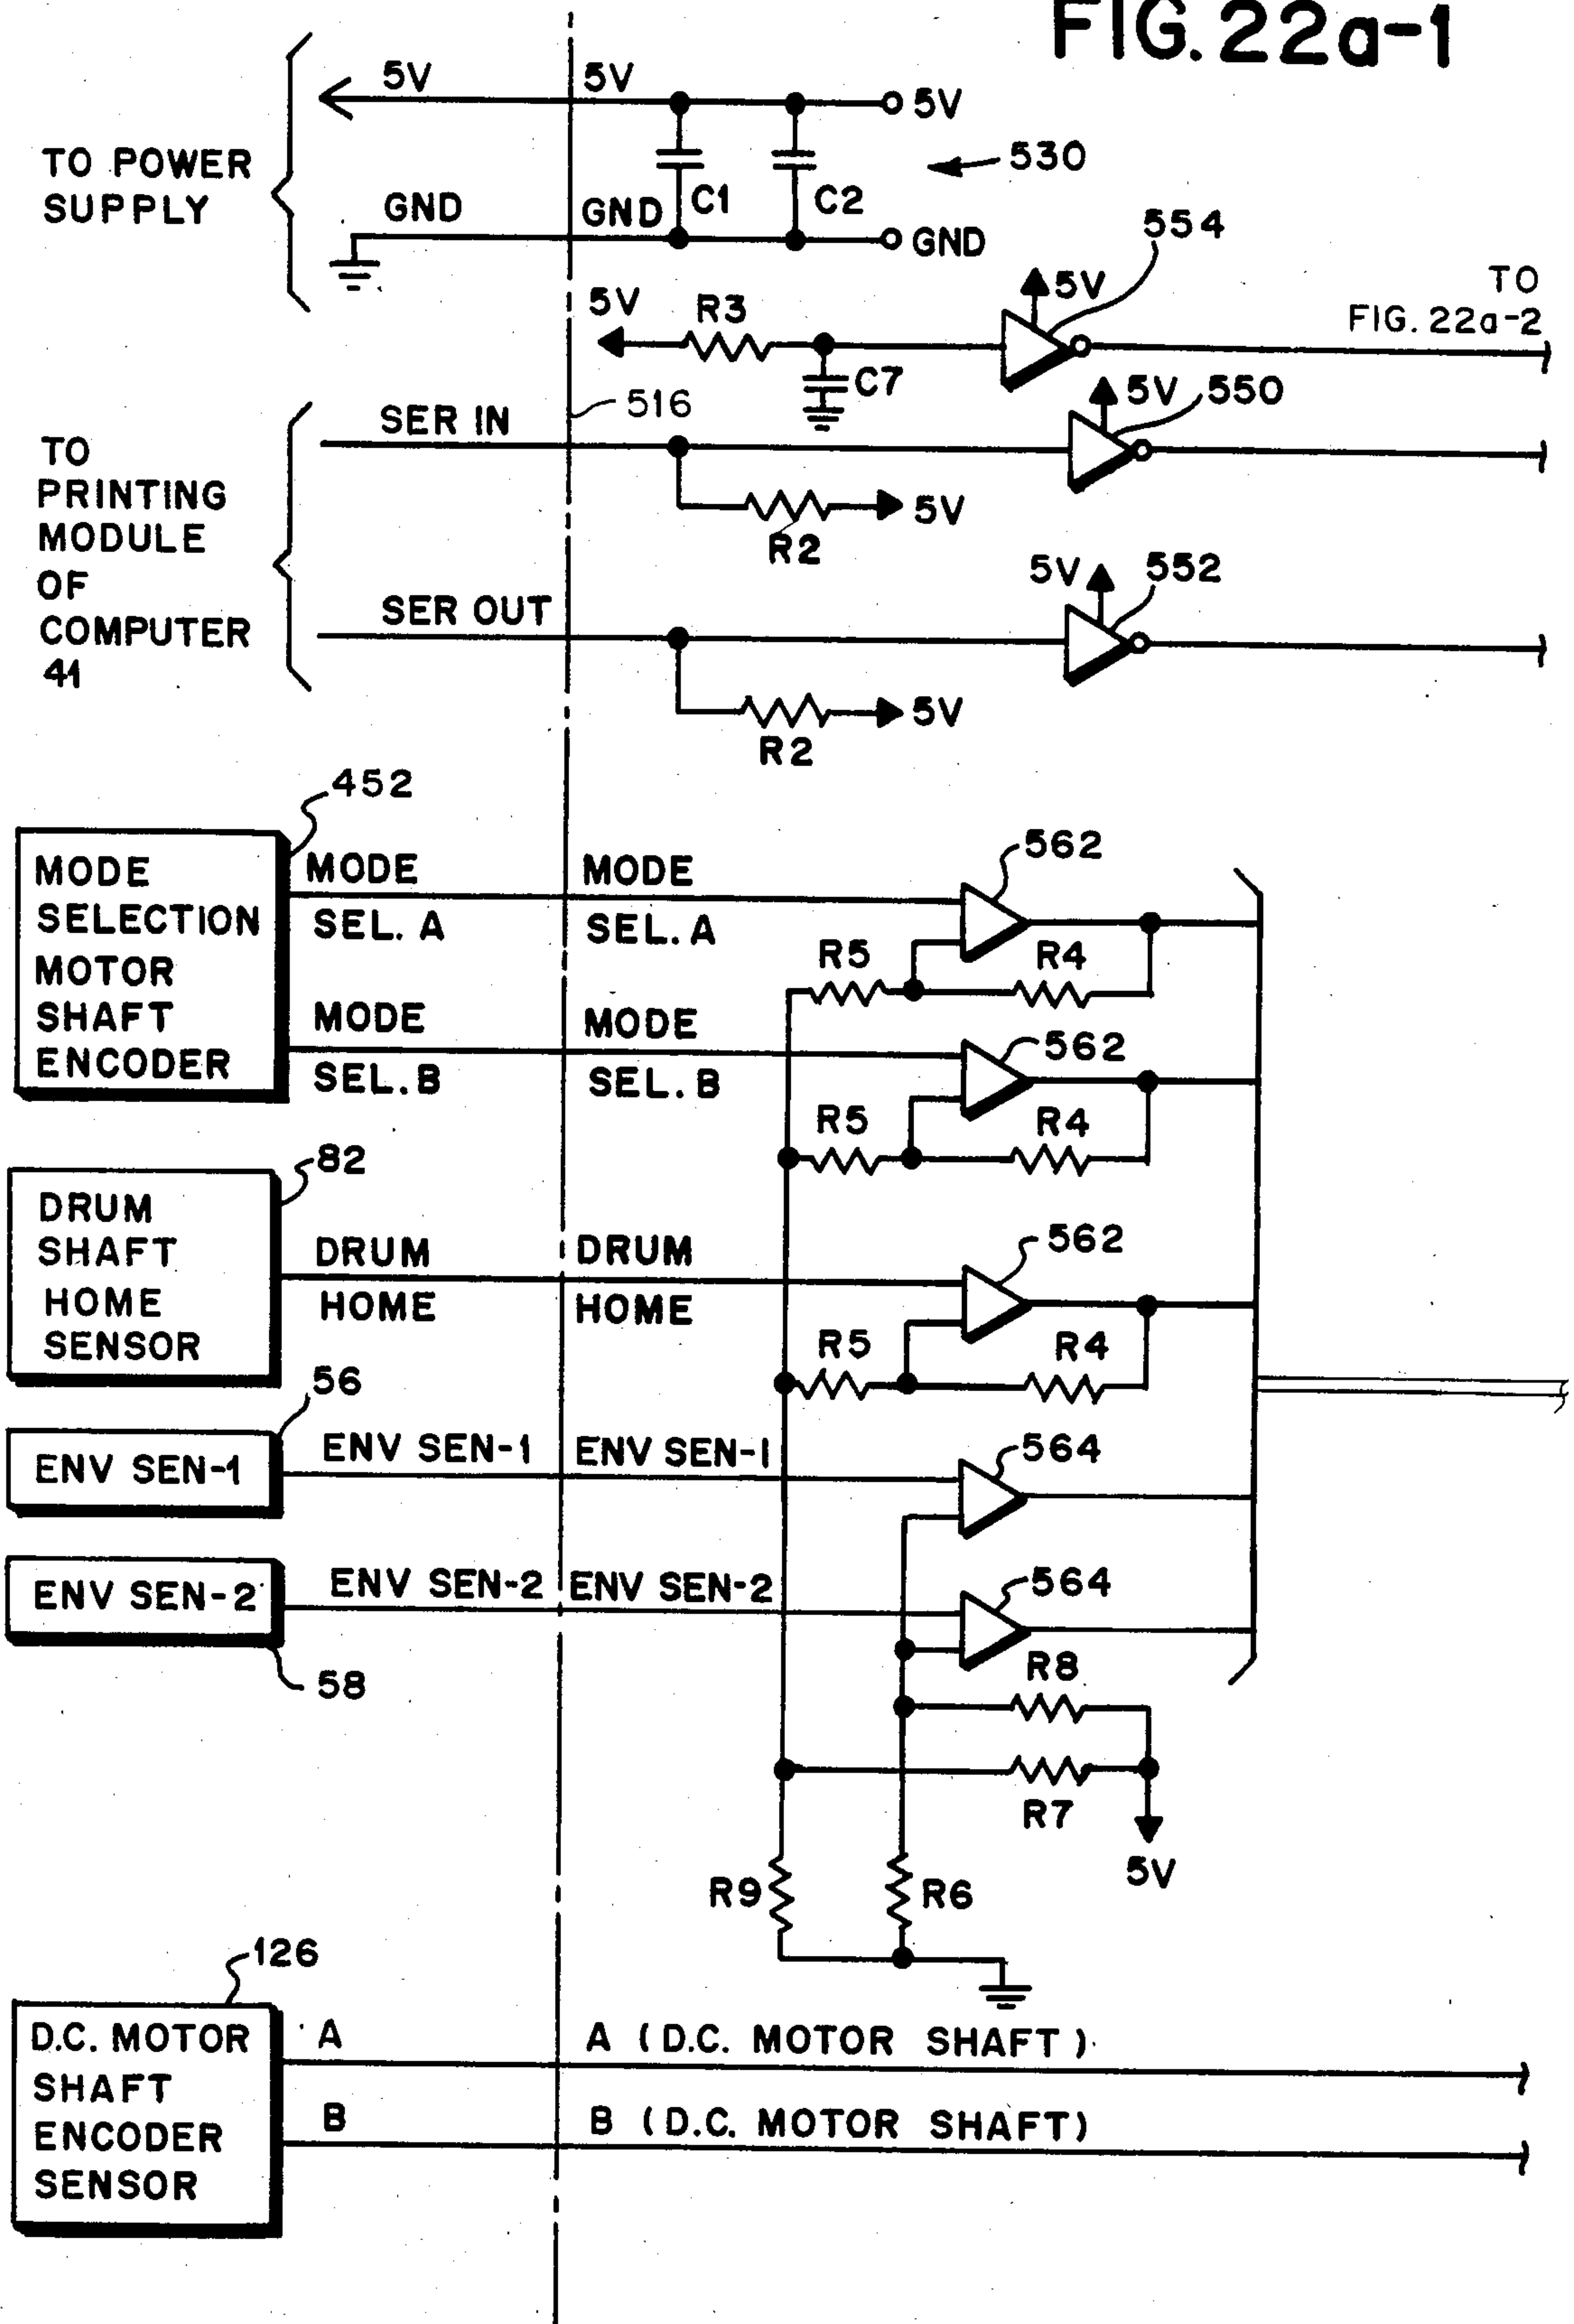 FIG. 22a-1
5V
5V
5V
TO POWER
SUPPLY
530
GND
GND
C1
C2
GND
554
5V
TO
FIG. 22a-2
5V
R3
C7
5V
550
516
SER IN
TO
PRINTING
MODULE
OF
COMPUTER
41
5V
R2
5V
552
SER OUT
5V
R2
452
MODE
SELECTION
MOTOR
SHAFT
ENCODER
MODE
SEL. A
MODE
SEL. A
562
R5
R4
MODE
SEL. B
MODE
SEL. B
562
R5
R4
82
DRUM
SHAFT
HOME
SENSOR
DRUM
HOME
DRUM
HOME
562
R5
R4
56
ENV SEN-1
ENV SEN-1
ENV SEN-1
564
ENV SEN-2
ENV SEN-2
ENV SEN-2
564
58
R8
R7
5V
R9
R6
126
D.C. MOTOR
SHAFT
ENCODER
SENSOR
A
A (D.C. MOTOR SHAFT)
B
B (D.C. MOTOR SHAFT)